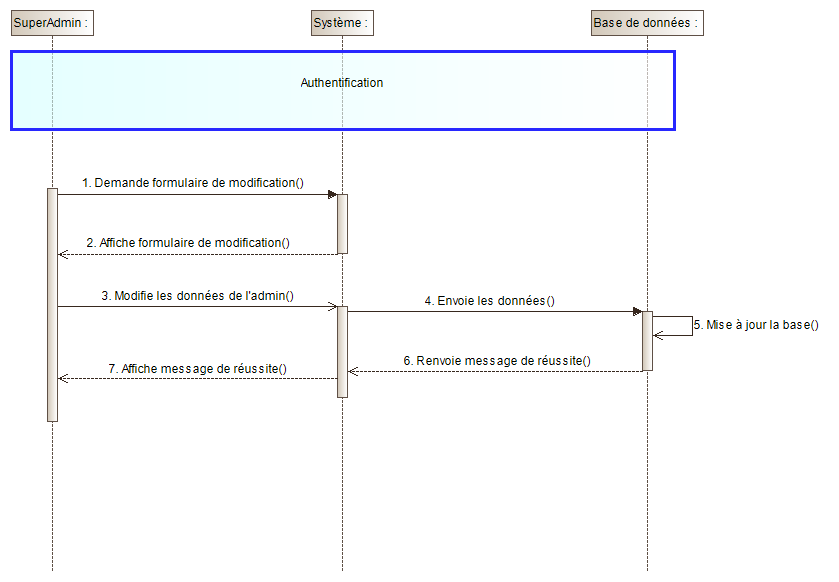 SuperAdmin :
Système :
Base de données :
Authentification
1. Demande formulaire de modification()
2. Affiche formulaire de modification()
3. Modifie les données de l'admin()
4. Envoie les données()
5. Mise à jour la base()
6. Renvoie message de réussite()
7. Affiche message de réussite()